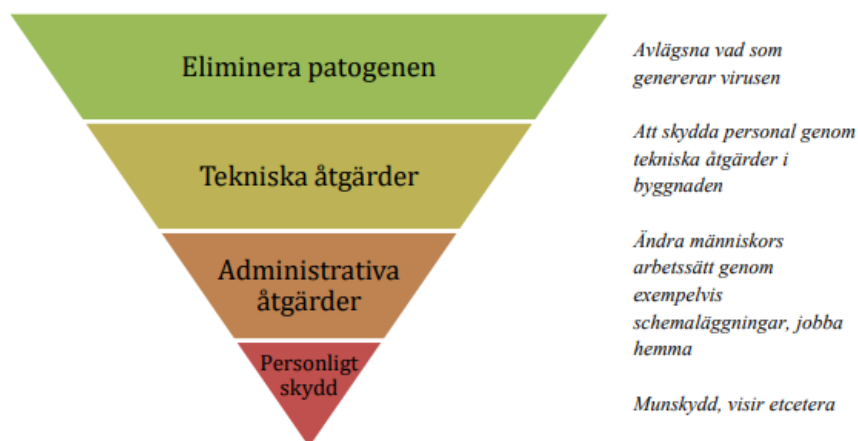 Eliminera patogenen
Avlägsna vad som
genererar virusen
Tekniska åtgärder
Att skydda personal genom
tekniska åtgärder i
byggnaden
Administrativa
åtgärder
Ändra människors
arbetssätt genom
exempelvis
schemaläggningar, jobba
hemma
Personligt
skydd
Munskydd, visir etcetera